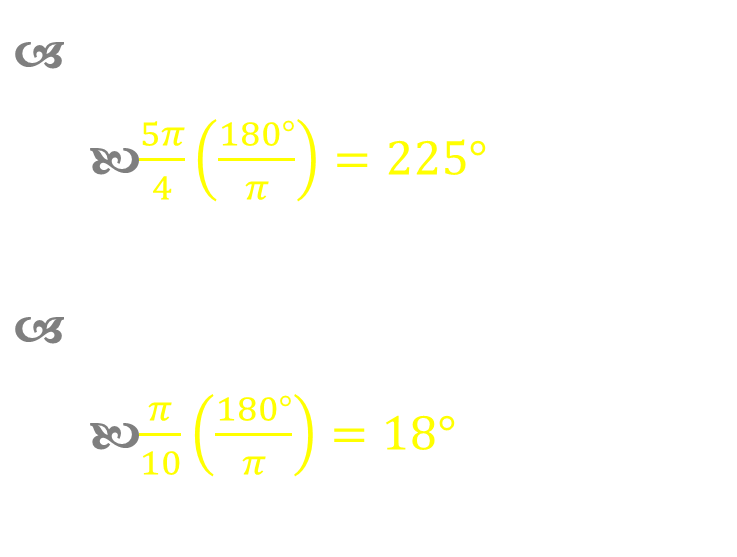 5π/4 (180°/π) = 225°
π/10 (180°/π) = 18°